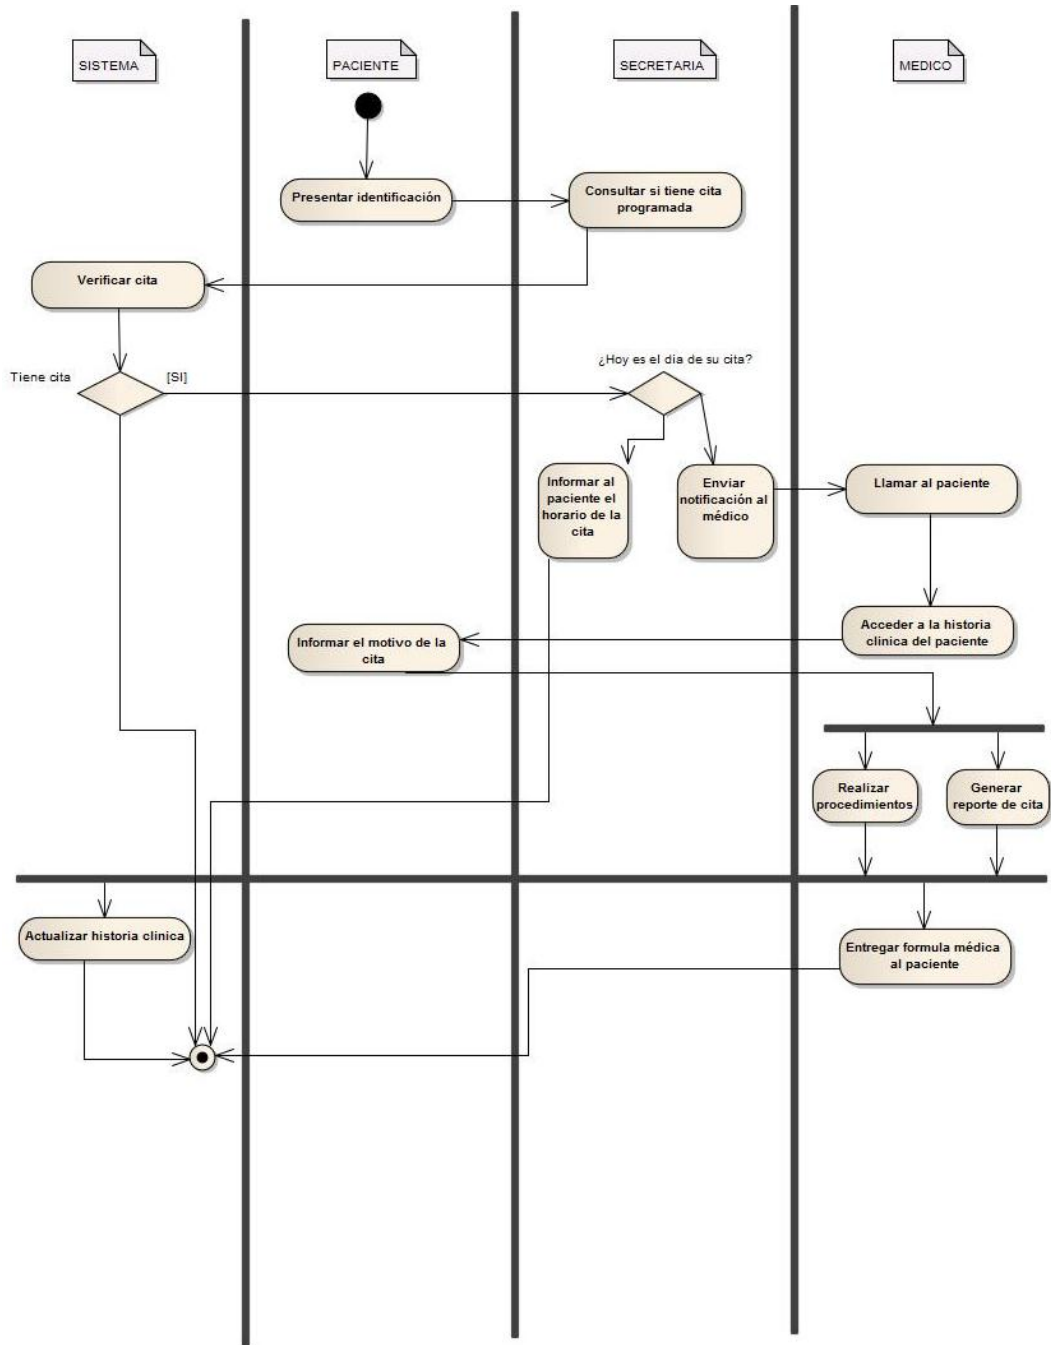 SISTEMA
PACIENTE
SECRETARIA
MEDICO
Presentar identificación
Consultar si tiene cita
programada
Verificar cita
Tiene cita
[SI]
¿Hoy es el dia de su cita?
Informar al
paciente el
horario de la
cita
Enviar
notificación al
médico
Llamar al paciente
Acceder a la historia
clinica del paciente
Informar el motivo de la
cita
Realizar
procedimientos
Generar
reporte de cita
Actualizar historia clinica
Entregar formula médica
al paciente